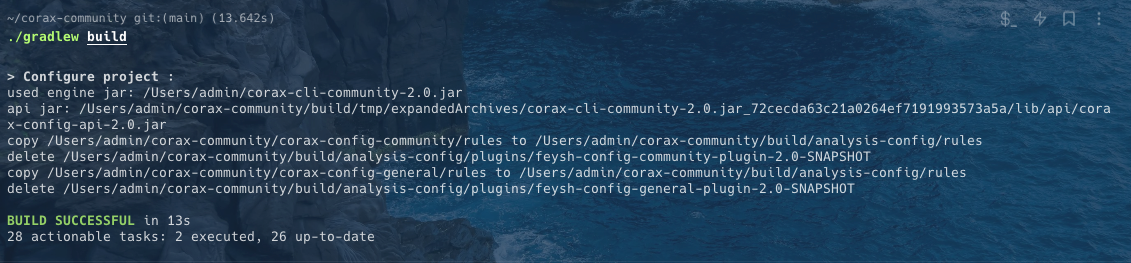 ~/corax-community git:(main) (13.642s)
./gradlew build
> Configure project :
used engine jar: /Users/admin/corax-cli-community-2.0.jar
api jar: /Users/admin/corax-community/build/tmp/expandedArchives/corax-cli-community-2.0.jar_72cecda63c21a0264ef7191993573a5a/lib/api/cora
x-config-api-2.0.jar
copy /Users/admin/corax-community/corax-config-community/rules to /Users/admin/corax-community/build/analysis-config/rules
delete /Users/admin/corax-community/build/analysis-config/plugins/feysh-config-community-plugin-2.0-SNAPSHOT
copy /Users/admin/corax-community/corax-config-general/rules to /Users/admin/corax-community/build/analysis-config/rules
delete /Users/admin/corax-community/build/analysis-config/plugins/feysh-config-general-plugin-2.0-SNAPSHOT
BUILD SUCCESSFUL in 13s
28 actionable tasks: 2 executed, 26 up-to-date